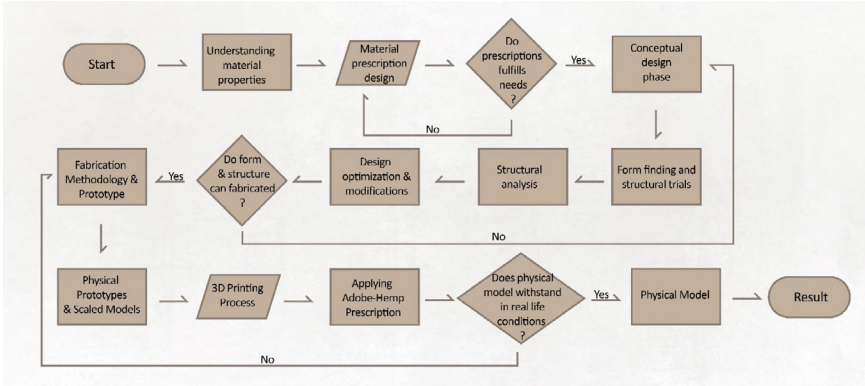 Start
Understanding
material
properties
Material
prescription
design
Do
prescriptions
fulfills
needs
?
Yes
No
Conceptual
design
phase
Form finding and
structural trials
Structural
analysis
Design
optimization &
modifications
Do form
& structure
can fabricated
?
Yes
No
Fabrication
Methodology &
Prototype
Physical
Prototypes
& Scaled Models
3D Printing
Process
Applying
Adobe-Hemp
Prescription
Does physical
model withstand
in real life
conditions
?
Yes
No
Physical Model
Result